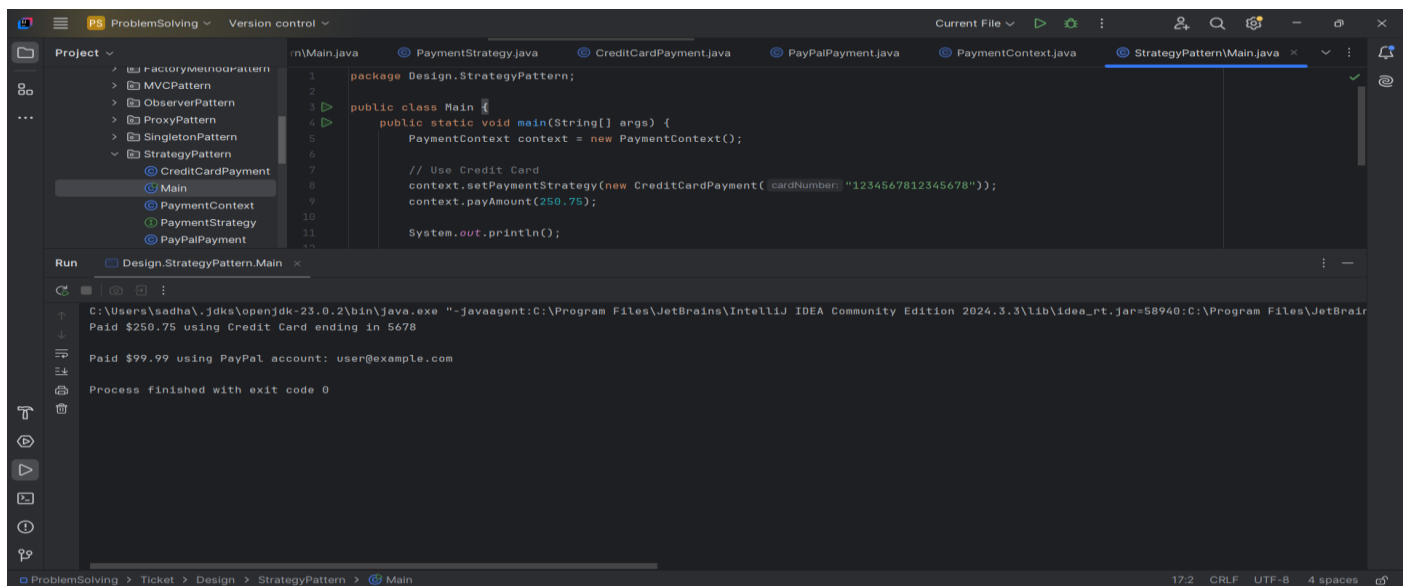 PS ProblemSolving Version control Current File
Project
rn\Main.java PaymentStrategy.java CreditCardPayment.java PayPalPayment.java PaymentContext.java StrategyPattern\Main.java
FactoryMethodPattern
MVCPattern
ObserverPattern
ProxyPattern
SingletonPattern
StrategyPattern
CreditCardPayment
Main
PaymentContext
PaymentStrategy
PayPalPayment
1 package Design.StrategyPattern;
2
3 public class Main {
4 public static void main(String[] args) {
5 PaymentContext context = new PaymentContext();
6
7 // Use Credit Card
8 context.setPaymentStrategy(new CreditCardPayment( cardNumber: "1234567812345678"));
9 context.payAmount(250.75);
10
11 System.out.println();
12
Run Design.StrategyPattern.Main
C:\Users\sadha\.jdks\openjdk-23.0.2\bin\java.exe "-javaagent:C:\Program Files\JetBrains\IntelliJ IDEA Community Edition 2024.3.3\lib\idea_rt.jar=58940:C:\Program Files\JetBrain
Paid $250.75 using Credit Card ending in 5678
Paid $99.99 using PayPal account: user@example.com
Process finished with exit code 0
ProblemSolving > Ticket > Design > StrategyPattern > Main 17:2 CRLF UTF-8 4 spaces